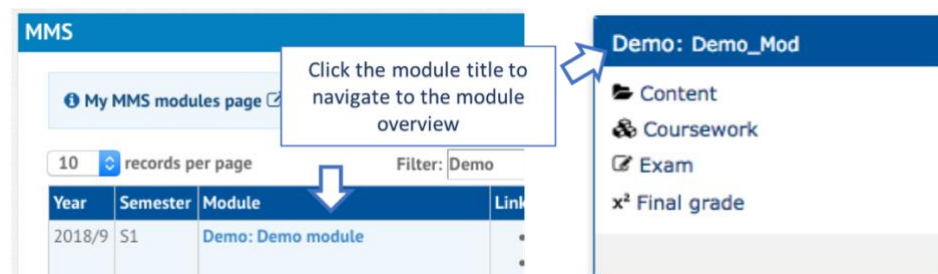 MMS
My MMS modules page
Click the module title to
navigate to the module
overview
10 records per page
Filter: Demo
Year Semester Module Link
2018/9 S1 Demo: Demo module
Demo: Demo_Mod
Content
Coursework
Exam
x² Final grade